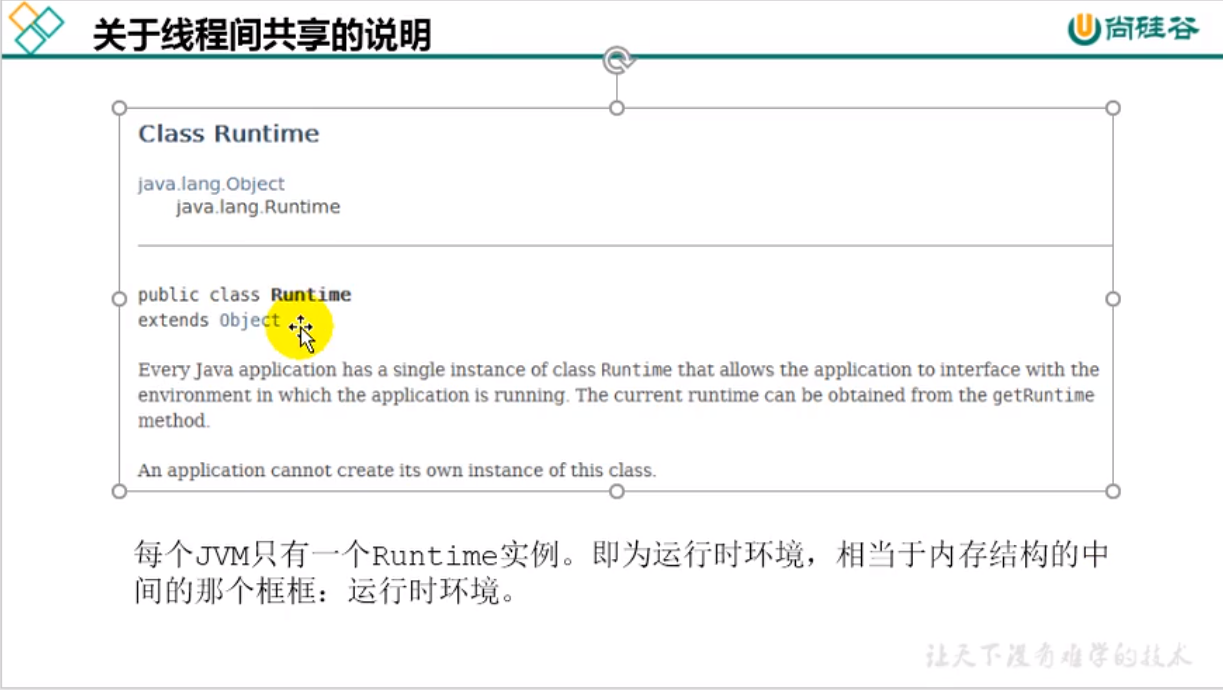 关于线程间共享的说明
尚硅谷
Class Runtime
java.lang.Object
java.lang.Runtime
public class Runtime
extends Object
Every Java application has a single instance of class Runtime that allows the application to interface with the
environment in which the application is running. The current runtime can be obtained from the getRuntime
method.
An application cannot create its own instance of this class.
每个JVM只有一个Runtime实例。即为运行时环境，相当于内存结构的中
间的那个框框：运行时环境。
让天下没有难学的技术